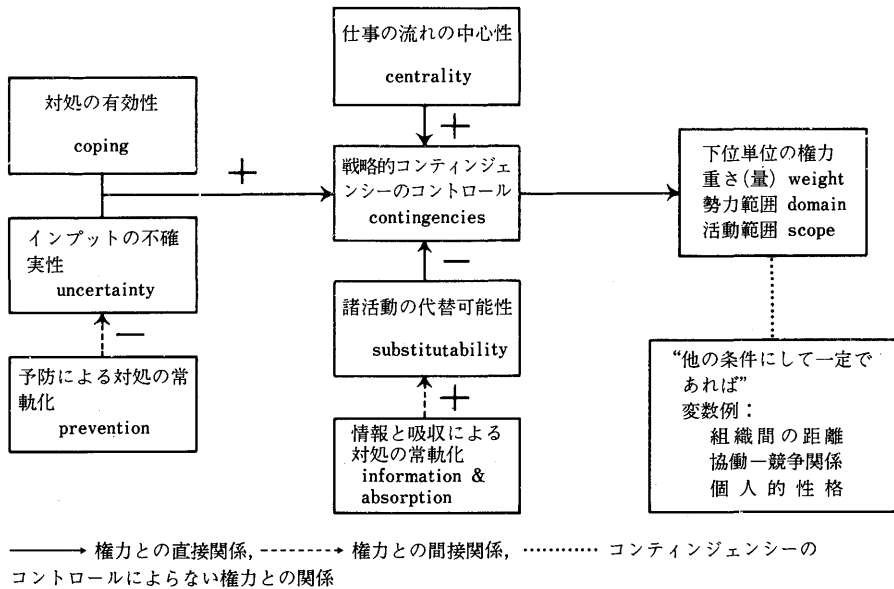 仕事の流れの中心性
centrality
+
対処の有効性
coping
+
戦略的コンティンジェ
ンシーのコントロール
contingencies
下位単位の権力
重さ(量) weight
勢力範囲 domain
活動範囲 scope
インプットの不確
実性
uncertainty
—
諸活動の代替可能性
substitutability
—
予防による対処の常
軌化
prevention
+
情報と吸収による
対処の常軌化
information &
absorption
“他の条件にして一定で
あれば”
変数例：
組織間の距離
協働―競争関係
個人的性格
権力との直接関係, 権力との間接関係, コンティンジェンシーの
コントロールによらない権力との関係